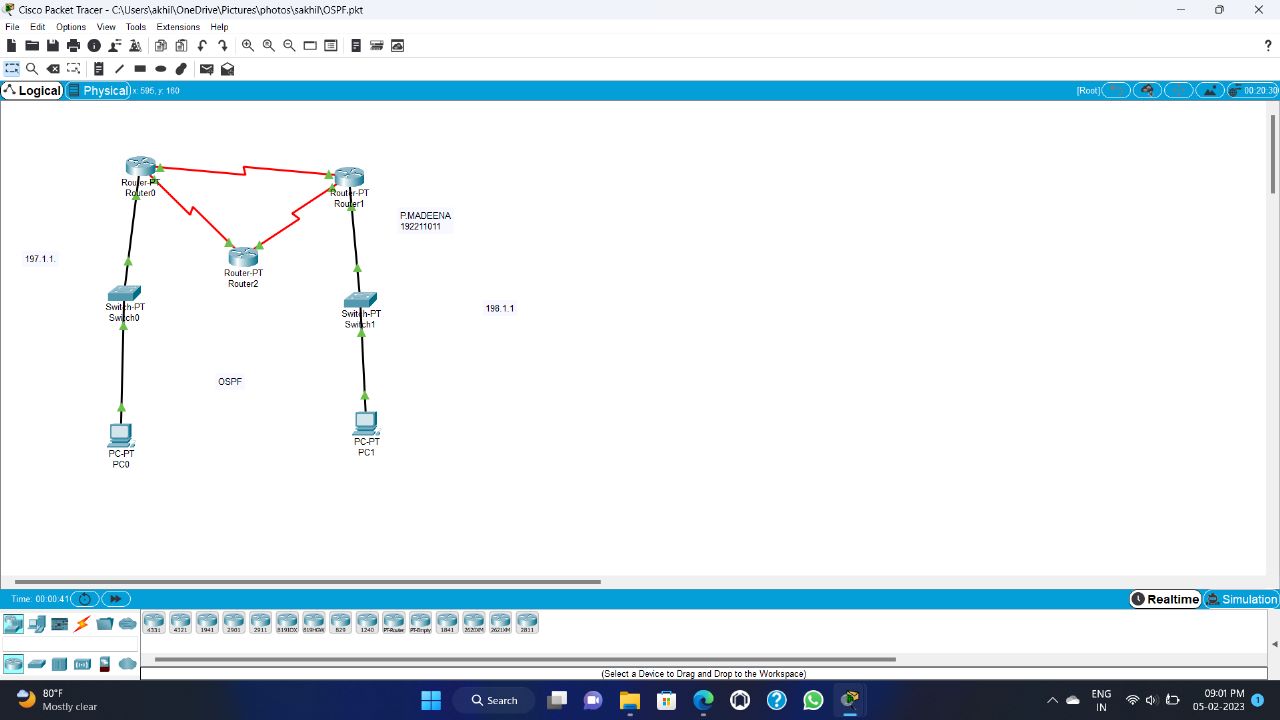 Cisco Packet Tracer - C:\Users\akhil\OneDrive\Pictures\photos\sakhil\OSPF.pkt
File Edit Options View Tools Extensions Help
?
Logical Physical x: 595, y: 160 [Root] 00:20:30
Router-PT
Router0
Router-PT
Router1
P.MADEENA
192211011
197.1.1.
Router-PT
Router2
Switch-PT
Switch0
198.1.1
Switch-PT
Switch1
OSPF
PC-PT
PC0
PC-PT
PC1
Time: 00:00:41 Realtime Simulation
4331 4321 1941 2901 2911 819IOX 819HGW 829 1240 PT-Router PT-Empty 1841 2620XM 2621XM 2811
(Select a Device to Drag and Drop to the Workspace)
80°F
Mostly clear
Search
ENG
IN
09:01 PM
05-02-2023
1